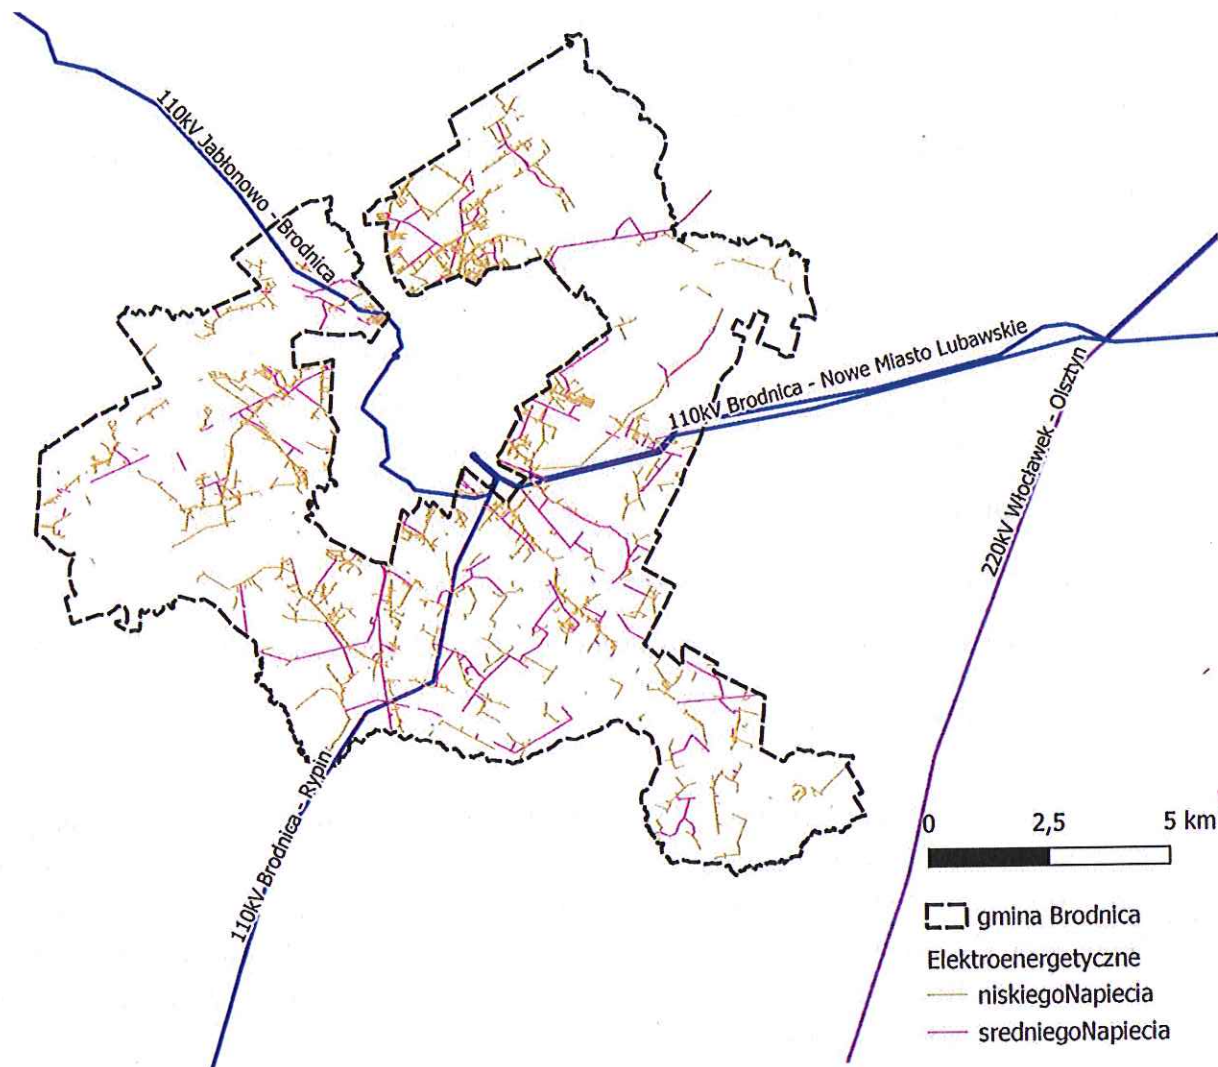 110kV Jabłonowo - Brodnica
110kV Brodnica - Nowe Miasto Lubawskie
220kV Włocławek - Olsztyn
110kV Brodnica - Rypin
0 2,5 5 km
gmina Brodnica
Elektroenergetyczne
niskiegoNapiecia
sredniegoNapiecia